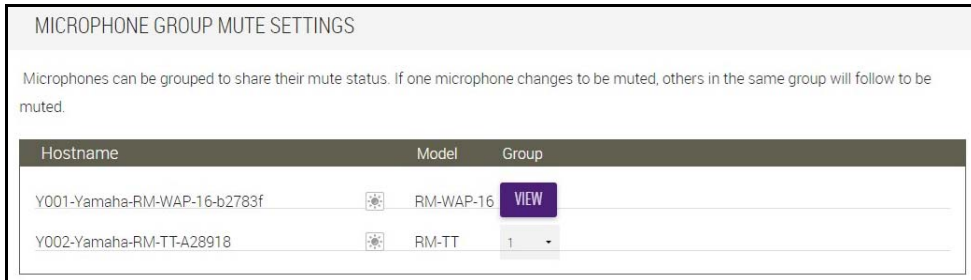 MICROPHONE GROUP MUTE SETTINGS
Microphones can be grouped to share their mute status. If one microphone changes to be muted, others in the same group will follow to be
muted.
Hostname Model Group
Y001-Yamaha-RM-WAP-16-b2783f RM-WAP-16 VIEW
Y002-Yamaha-RM-TT-A28918 RM-TT 1